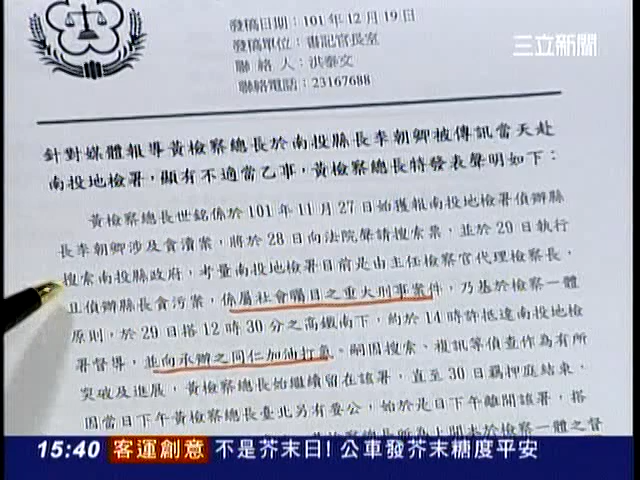 發稿日期：101年12月19日
三立新聞
發稿單位：書記官長室
聯絡人：洪泰文
聯絡電話：23167688
針對媒體報導黃檢察總長於南投縣長李朝卿被傳訊當天赴
南投地檢署，顯有不適當乙事，黃檢察總長特發表聲明如下：
黃檢察總長世銘係於101年11月27日始獲報南投地檢署偵辦縣
長李朝卿涉及貪瀆案，將於28日向法院聲請搜索票，並於29日執行
搜索南投縣政府，考量南投地檢署目前是由主任檢察官代理檢察長，
且偵辦縣長貪污案，係屬社會矚目之重大刑事案件，乃基於檢察一體
原則，於29日搭12時30分之高鐵南下，約於14時許抵達南投地檢
署督導，並向承辦之同仁加油打氣。嗣因搜索、複訊等偵查作為有所
突破及進展，黃檢察總長始繼續留在該署，直至30日羈押庭結束，
因當日下午黃檢察總長臺北另有要公，始於是日下午離開該署，搭
檢察總長所為上開本於檢察一體之督
15:40 客運創意 不是芥末日！公車發芥末糖度平安